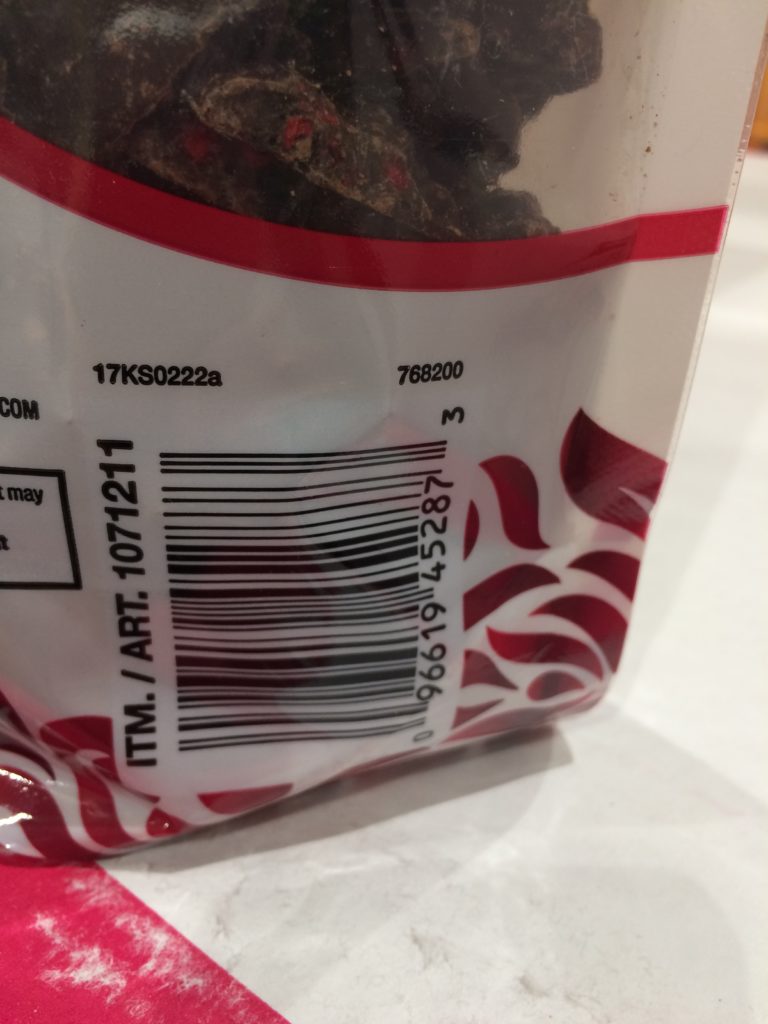 17KS0222a
768200
COM
t may
t
ITM. / ART. 1071211
0 96619 45287 3